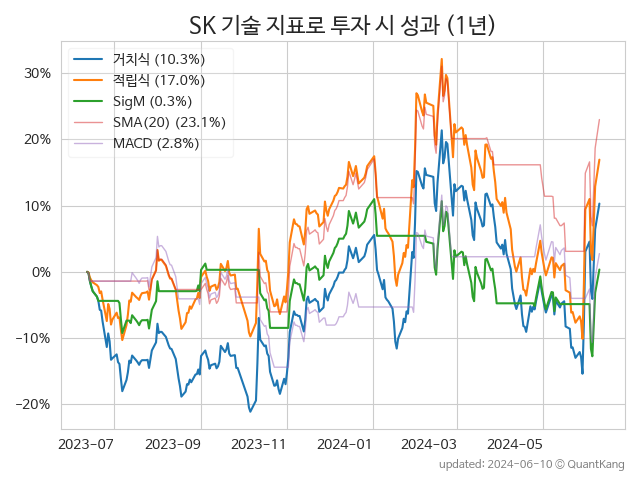 SK 기술 지표로 투자 시 성과 (1년)
거치식 (10.3%)
적립식 (17.0%)
SigM (0.3%)
SMA(20) (23.1%)
MACD (2.8%)
30%
20%
10%
0%
−10%
−20%
2023-07 2023-09 2023-11 2024-01 2024-03 2024-05
updated: 2024-06-10 © QuantKang